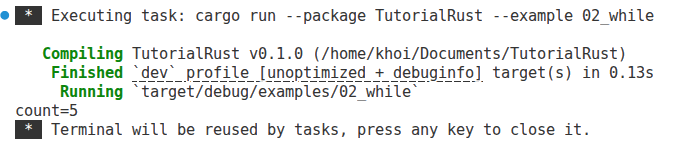 * Executing task: cargo run --package TutorialRust --example 02_while
Compiling TutorialRust v0.1.0 (/home/khoi/Documents/TutorialRust)
Finished `dev` profile [unoptimized + debuginfo] target(s) in 0.13s
Running `target/debug/examples/02_while`
count=5
* Terminal will be reused by tasks, press any key to close it.